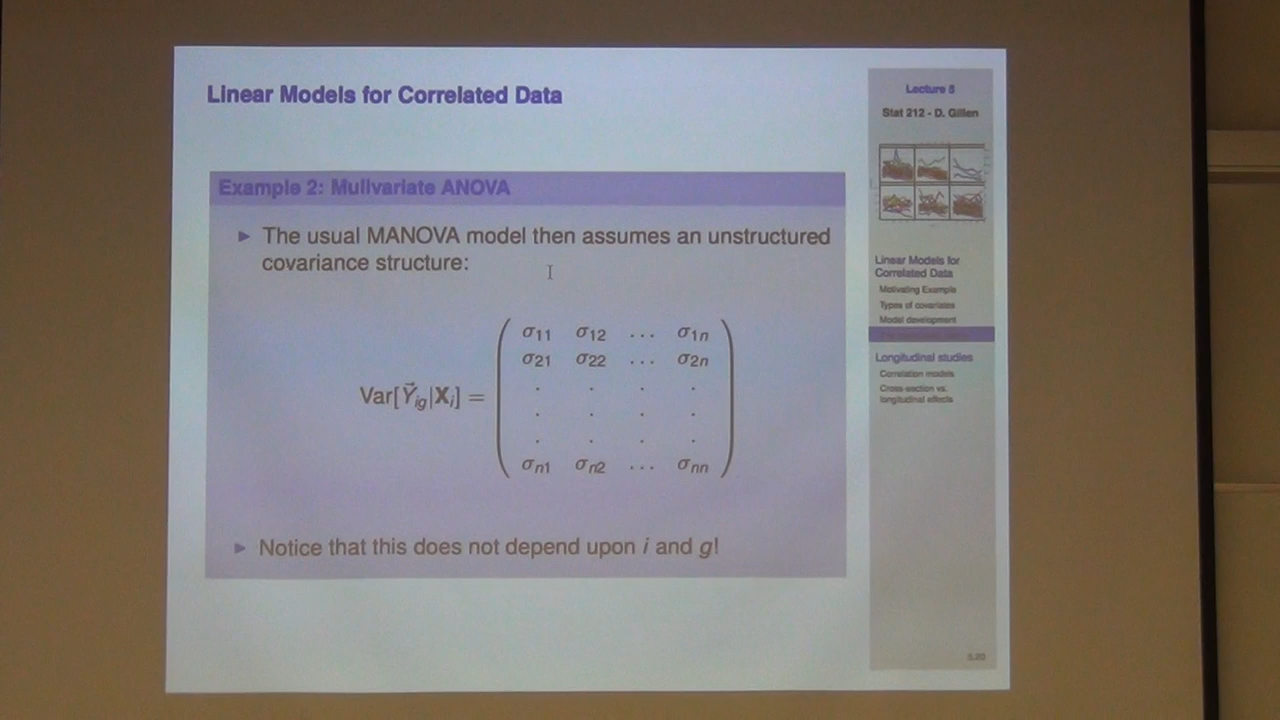 Linear Models for Correlated Data
Example 2: Mulivariate ANOVA
► The usual MANOVA model then assumes an unstructured
covariance structure:
σ11 σ12 ... σ1n
σ21 σ22 ... σ2n
. . . .
. . . .
. . . .
σn1 σn2 ... σnn
Var[Y⃗ig|Xi] =
► Notice that this does not depend upon i and g!
Lecture 5
Stat 212 - D. Gillen
Linear Models for
Correlated Data
Motivating Example
Types of covariates
Model development
Longitudinal studies
Correlation models
Cross-section vs.
longitudinal effects
5.20